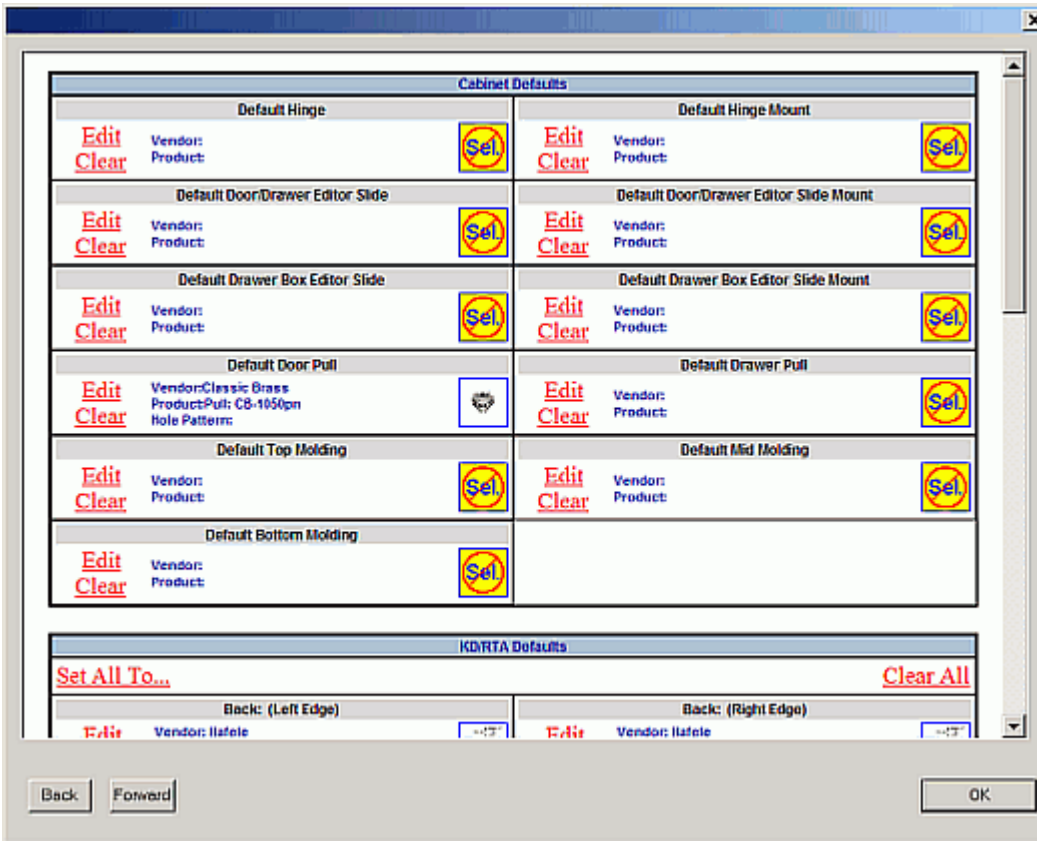 Cabinet Defaults
Default Hinge
Default Hinge Mount
Edit
Clear
Vendor:
Product:
Sel.
Edit
Clear
Vendor:
Product:
Sel.
Default Door/Drawer Editor Slide
Default Door/Drawer Editor Slide Mount
Edit
Clear
Vendor:
Product:
Sel.
Edit
Clear
Vendor:
Product:
Sel.
Default Drawer Box Editor Slide
Default Drawer Box Editor Slide Mount
Edit
Clear
Vendor:
Product:
Sel.
Edit
Clear
Vendor:
Product:
Sel.
Default Door Pull
Default Drawer Pull
Edit
Clear
Vendor:Classic Brass
Product:Pull: CB-1050pn
Hole Pattern:
Edit
Clear
Vendor:
Product:
Sel.
Default Top Molding
Default Mid Molding
Edit
Clear
Vendor:
Product:
Sel.
Edit
Clear
Vendor:
Product:
Sel.
Default Bottom Molding
Edit
Clear
Vendor:
Product:
Sel.
KD/RTA Defaults
Set All To...
Clear All
Back: (Left Edge)
Back: (Right Edge)
Edit
Vendor: Hafele
Edit
Vendor: Hafele
Back
Forward
OK